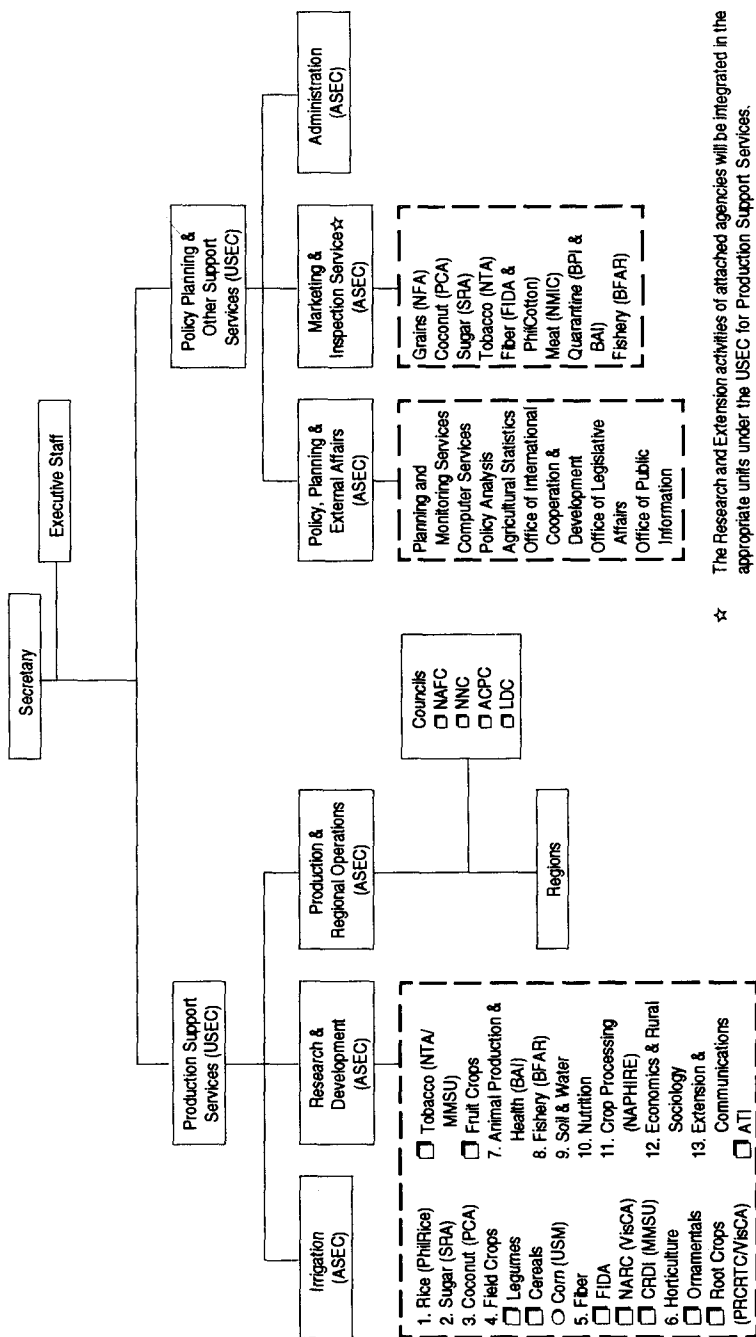 Secretary
Executive Staff
Production Support
Services (USEC)
Policy Planning &
Other Support
Services (USEC)
Irrigation
(ASEC)
Research &
Development
(ASEC)
Production &
Regional Operations
(ASEC)
Policy, Planning &
External Affairs
(ASEC)
Marketing &
Inspection Service☆
(ASEC)
Administration
(ASEC)
1. Rice (PhilRice)
2. Sugar (SRA)
3. Coconut (PCA)
4. Field Crops
❑ Legumes
❑ Cereals
○ Corn (USM)
5. Fiber
❑ FIDA
❑ NARC (VisCA)
❑ CRDI (MMSU)
6. Horticulture
❑ Ornamentals
❑ Root Crops
(PRCRTC/VisCA)
❑ Tobacco (NTA/
MMSU)
❑ Fruit Crops
7. Animal Production &
Health (BAI)
8. Fishery (BFAR)
9. Soil & Water
10. Nutrition
11. Crop Processing
(NAPHIRE)
12. Economics & Rural
Sociology
13. Extension &
Communications
❑ ATI
Councils
❑ NAFC
❑ NNC
❑ ACPC
❑ LDC
Regions
Planning and
Monitoring Services
Computer Services
Policy Analysis
Agricultural Statistics
Office of International
Cooperation &
Development
Office of Legislative
Affairs
Office of Public
Information
Grains (NFA)
Coconut (PCA)
Sugar (SRA)
Tobacco (NTA)
Fiber (FIDA &
PhilCotton)
Meat (NMIC)
Quarantine (BPI &
BAI)
Fishery (BFAR)
☆ The Research and Extension activities of attached agencies will be integrated in the
appropriate units under the USEC for Production Support Services.